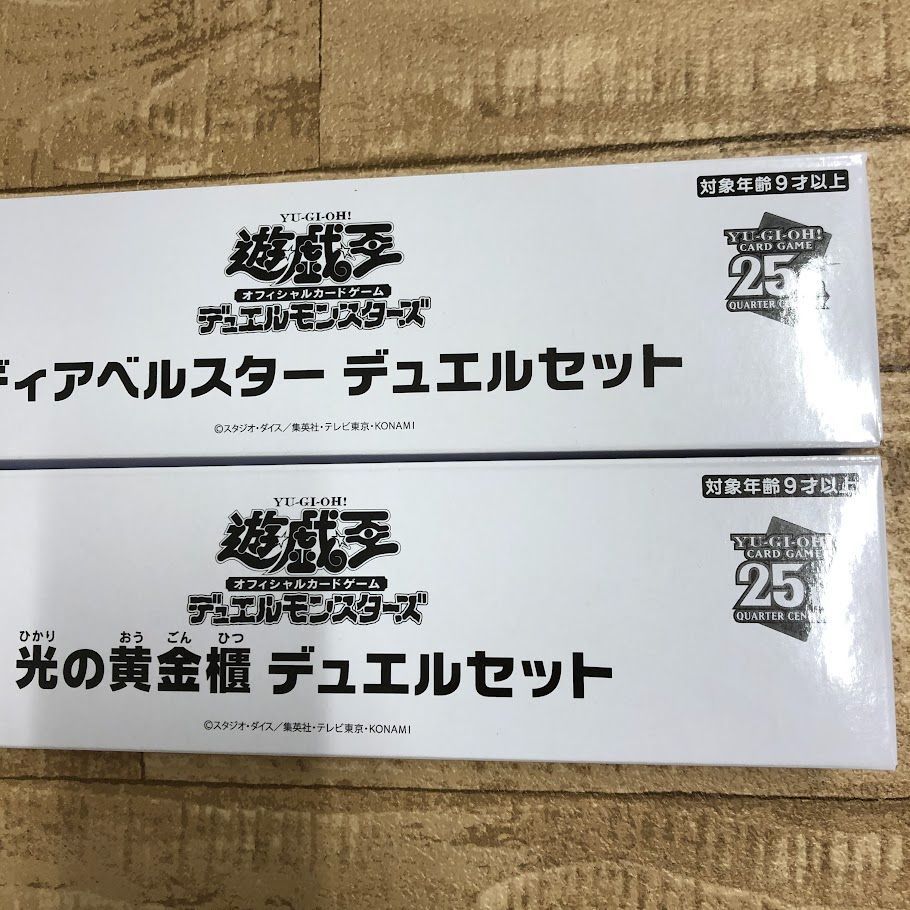 対象年齢9才以上
YU-GI-OH!
遊戯王
オフィシャルカードゲーム
デュエルモンスターズ
YU-GI-OH!
CARD GAME
25
QUARTER
ディアベルスター デュエルセット
©スタジオ・ダイス／集英社・テレビ東京・KONAMI
対象年齢9才以上
YU-GI-OH!
遊戯王
オフィシャルカードゲーム
デュエルモンスターズ
YU-GI-OH!
CARD GAME
25
QUARTER
ひかり おう ごん ひつ
光の黄金櫃 デュエルセット
©スタジオ・ダイス／集英社・テレビ東京・KONAMI